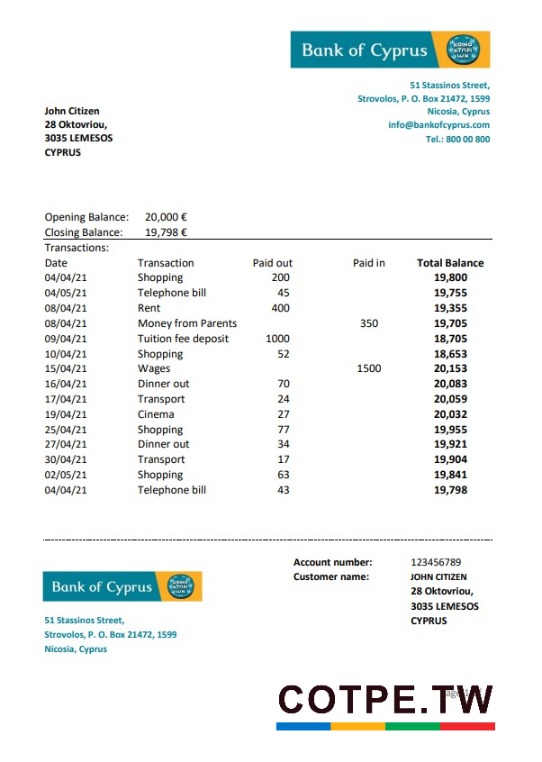 Bank of Cyprus
ΚΟΙΝΟ
ΚΥΠΡΙ
ΩΝ
51 Stassinos Street,
Strovolos, P. O. Box 21472, 1599
Nicosia, Cyprus
info@bankofcyprus.com
Tel.: 800 00 800
John Citizen
28 Oktovriou,
3035 LEMESOS
CYPRUS
Opening Balance: 20,000 €
Closing Balance: 19,798 €
Transactions:
Date Transaction Paid out Paid in Total Balance
04/04/21 Shopping 200 19,800
04/05/21 Telephone bill 45 19,755
08/04/21 Rent 400 19,355
08/04/21 Money from Parents 350 19,705
09/04/21 Tuition fee deposit 1000 18,705
10/04/21 Shopping 52 18,653
15/04/21 Wages 1500 20,153
16/04/21 Dinner out 70 20,083
17/04/21 Transport 24 20,059
19/04/21 Cinema 27 20,032
25/04/21 Shopping 77 19,955
27/04/21 Dinner out 34 19,921
30/04/21 Transport 17 19,904
02/05/21 Shopping 63 19,841
04/04/21 Telephone bill 43 19,798
Account number: 123456789
Customer name: JOHN CITIZEN
28 Oktovriou,
3035 LEMESOS
CYPRUS
Bank of Cyprus
51 Stassinos Street,
Strovolos, P. O. Box 21472, 1599
Nicosia, Cyprus
COTPE.TW